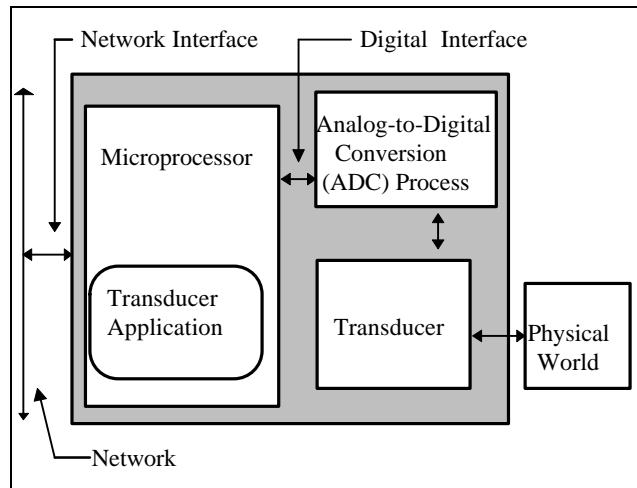 Network Interface
Digital Interface
Analog-to-Digital
Conversion
(ADC) Process
Microprocessor
Transducer
Application
Transducer
Physical
World
Network